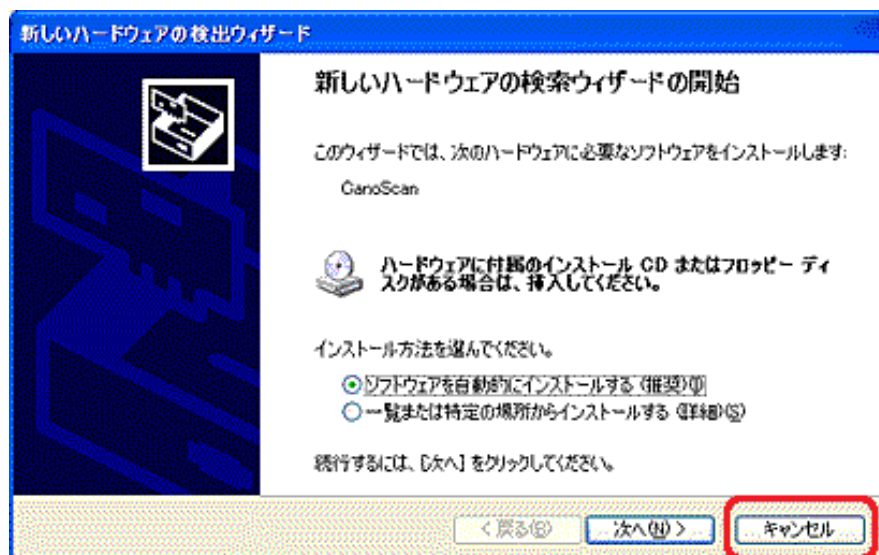 新しいハードウェアの検出ウィザード
新しいハードウェアの検索ウィザードの開始
このウィザードでは、次のハードウェアに必要なソフトウェアをインストールします:
CanoScan
ハードウェアに付属のインストール CD またはフロッピー ディ
スクがある場合は、挿入してください。
インストール方法を選んでください。
ソフトウェアを自動的にインストールする (推奨)(I)
一覧または特定の場所からインストールする (詳細)(S)
続行するには、[次へ] をクリックしてください。
< 戻る(B)
次へ(N) >
キャンセル